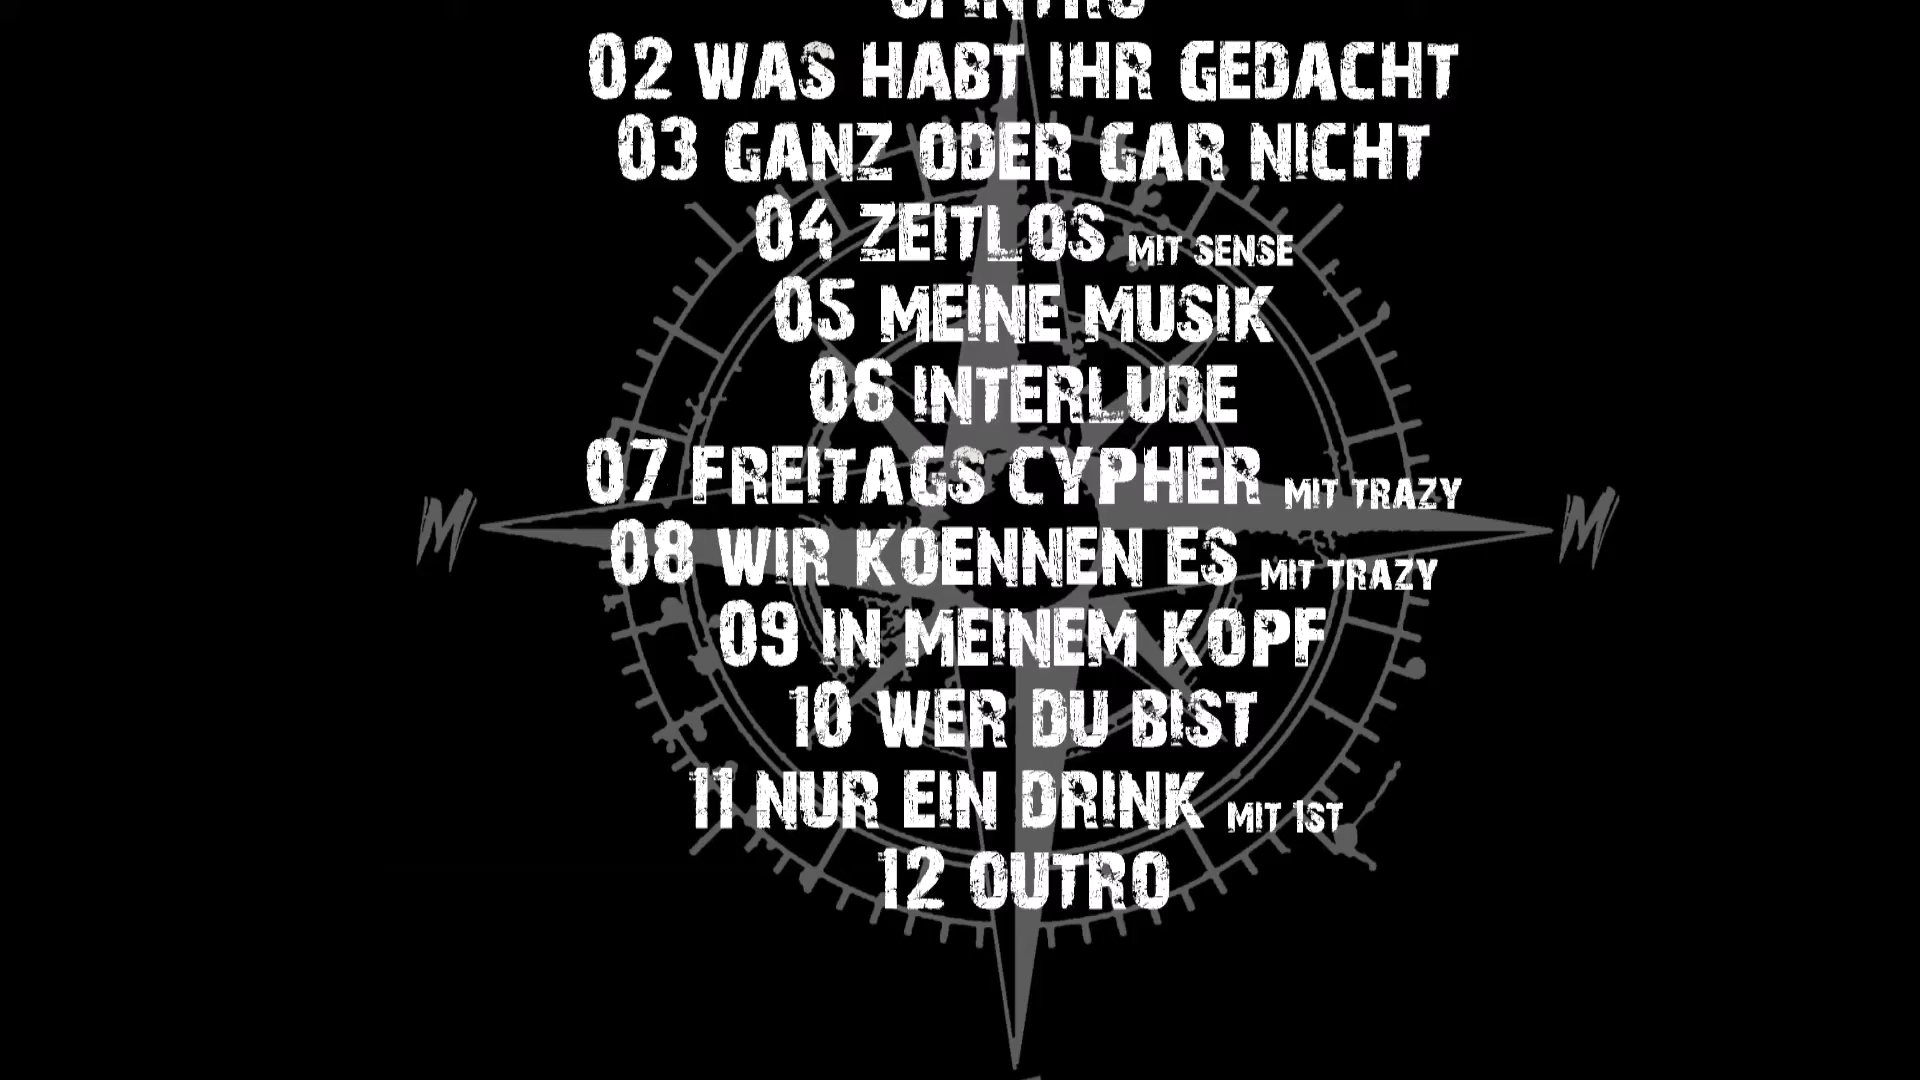 02 WAS HABT IHR GEDACHT
03 GANZ ODER GAR NICHT
04 ZEITLOS MIT SENSE
05 MEINE MUSIK
06 INTERLUDE
07 FREITAGS CYPHER MIT TRAZY
M
M
08 WIR KOENNEN ES MIT TRAZY
09 IN MEINEM KOPF
10 WER DU BIST
11 NUR EIN DRINK MIT 1ST
12 OUTRO